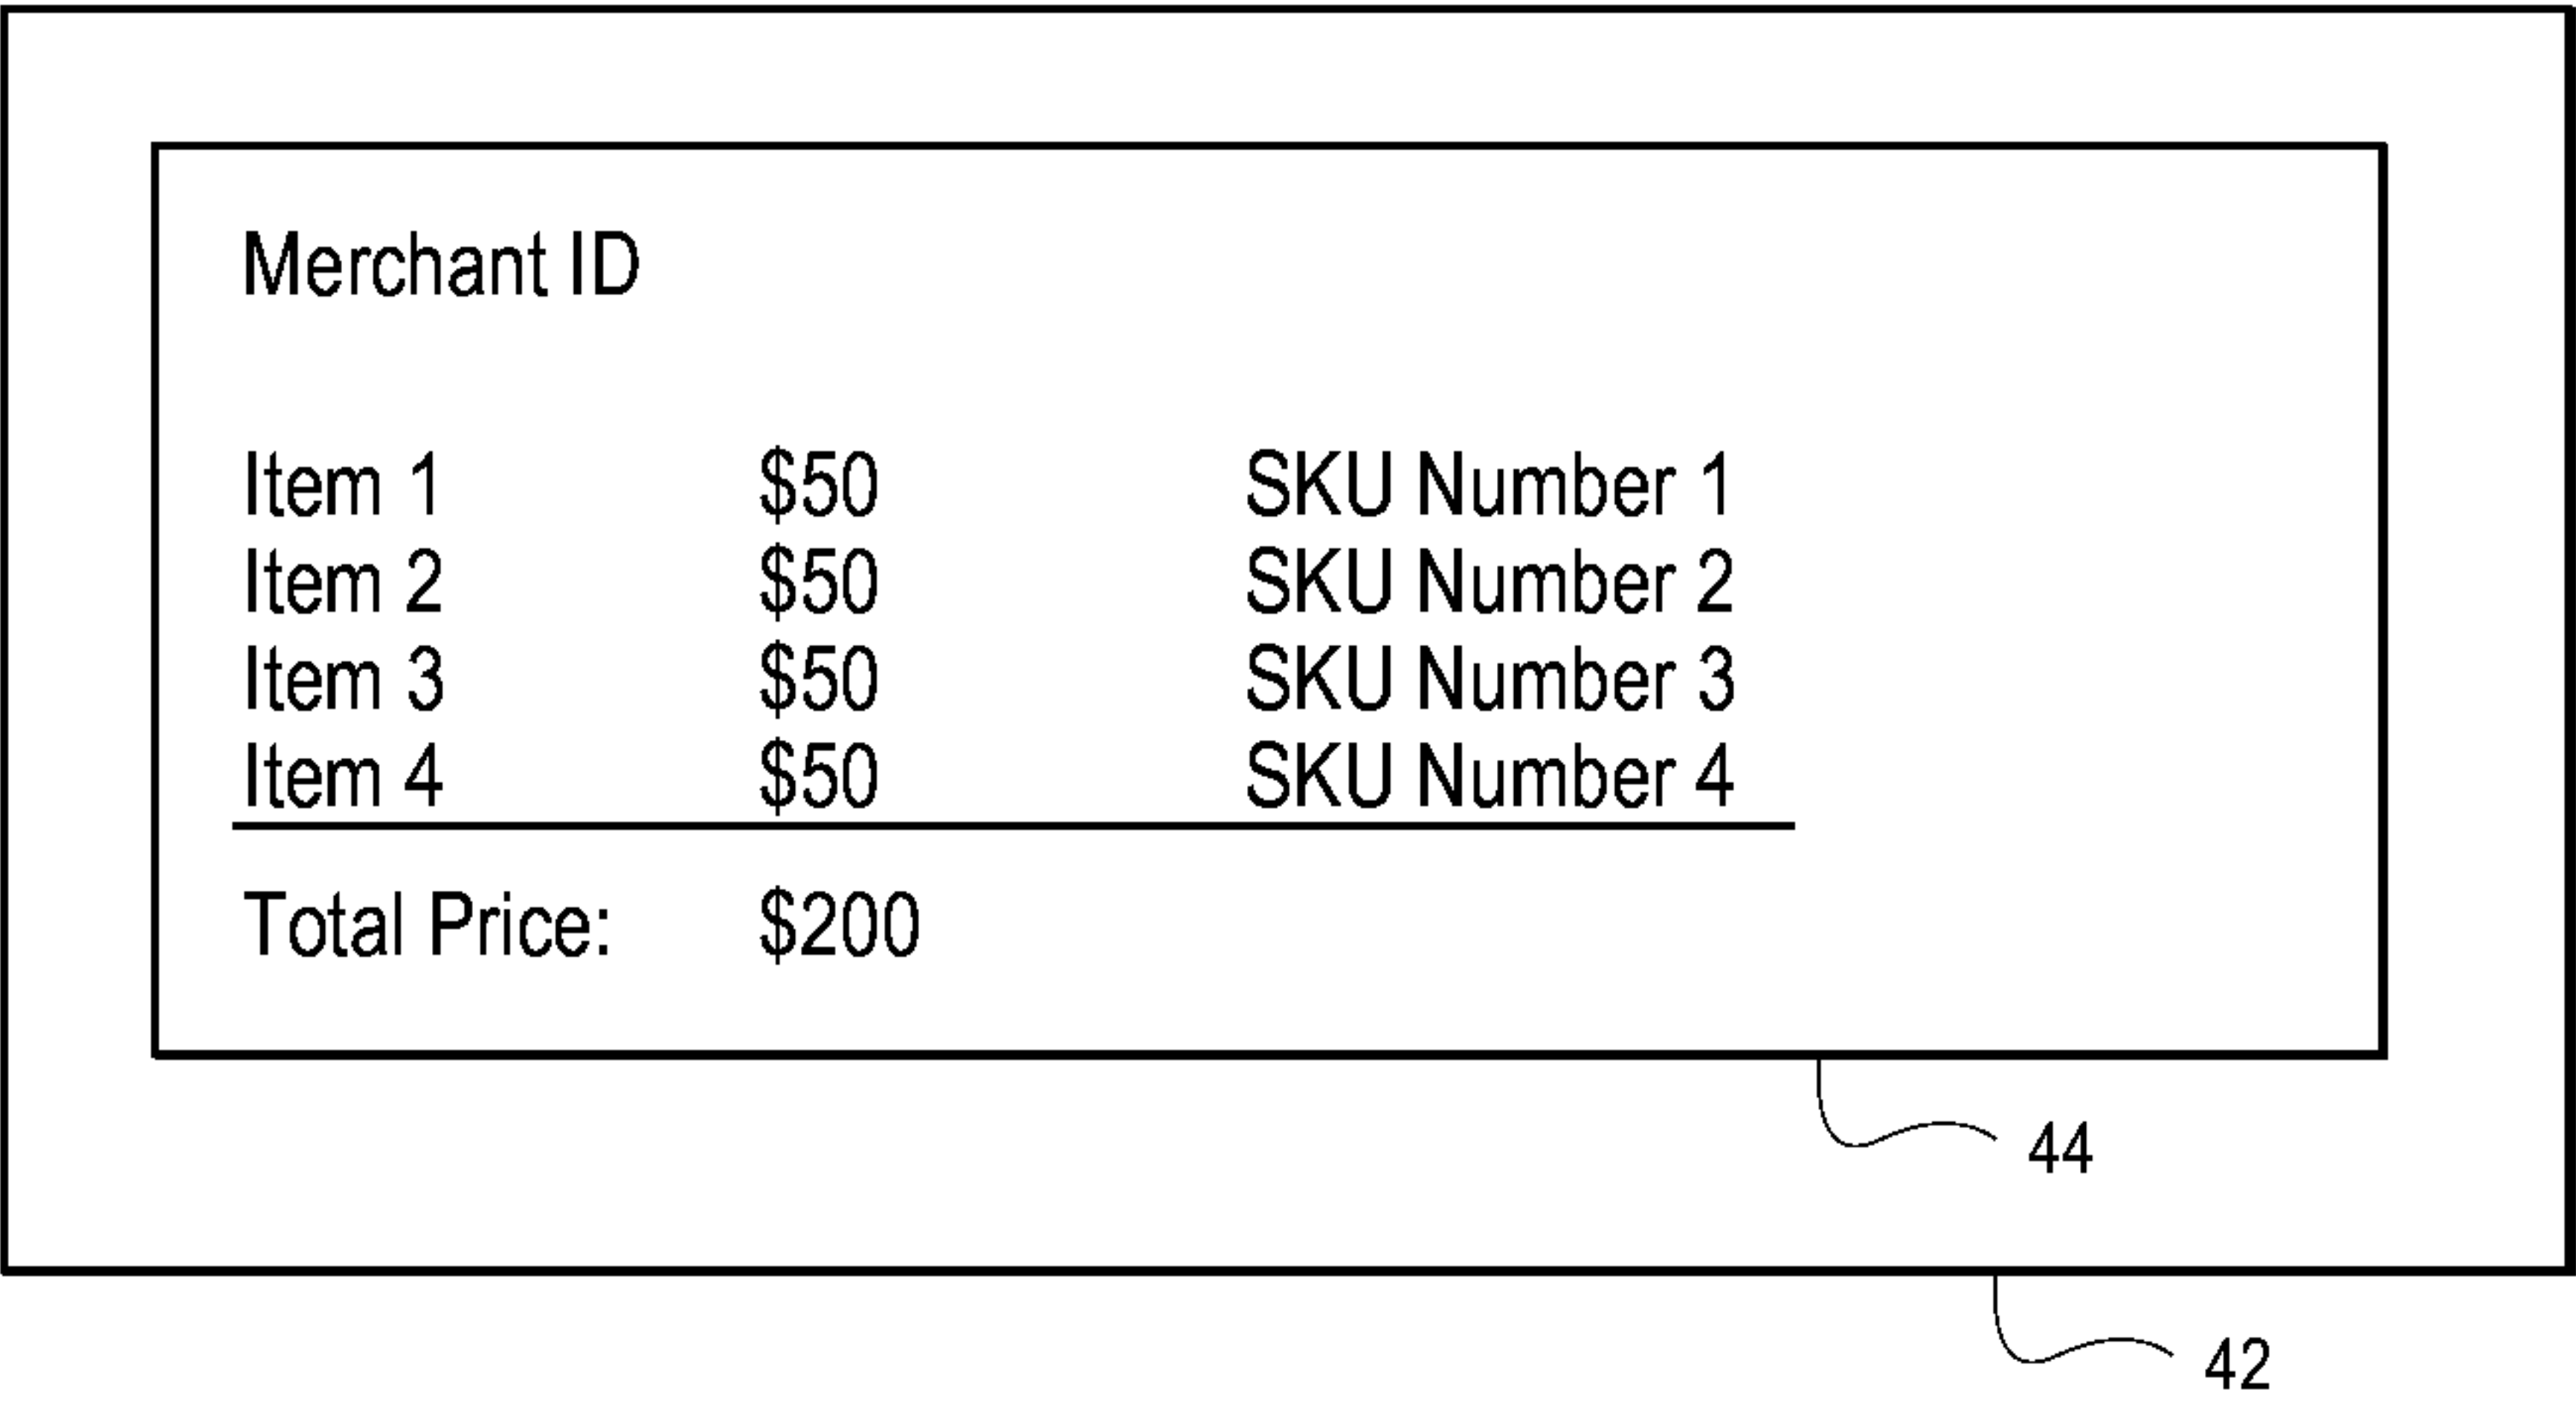 Merchant ID
Item 1 $50 SKU Number 1
Item 2 $50 SKU Number 2
Item 3 $50 SKU Number 3
Item 4 $50 SKU Number 4
Total Price: $200
44
42